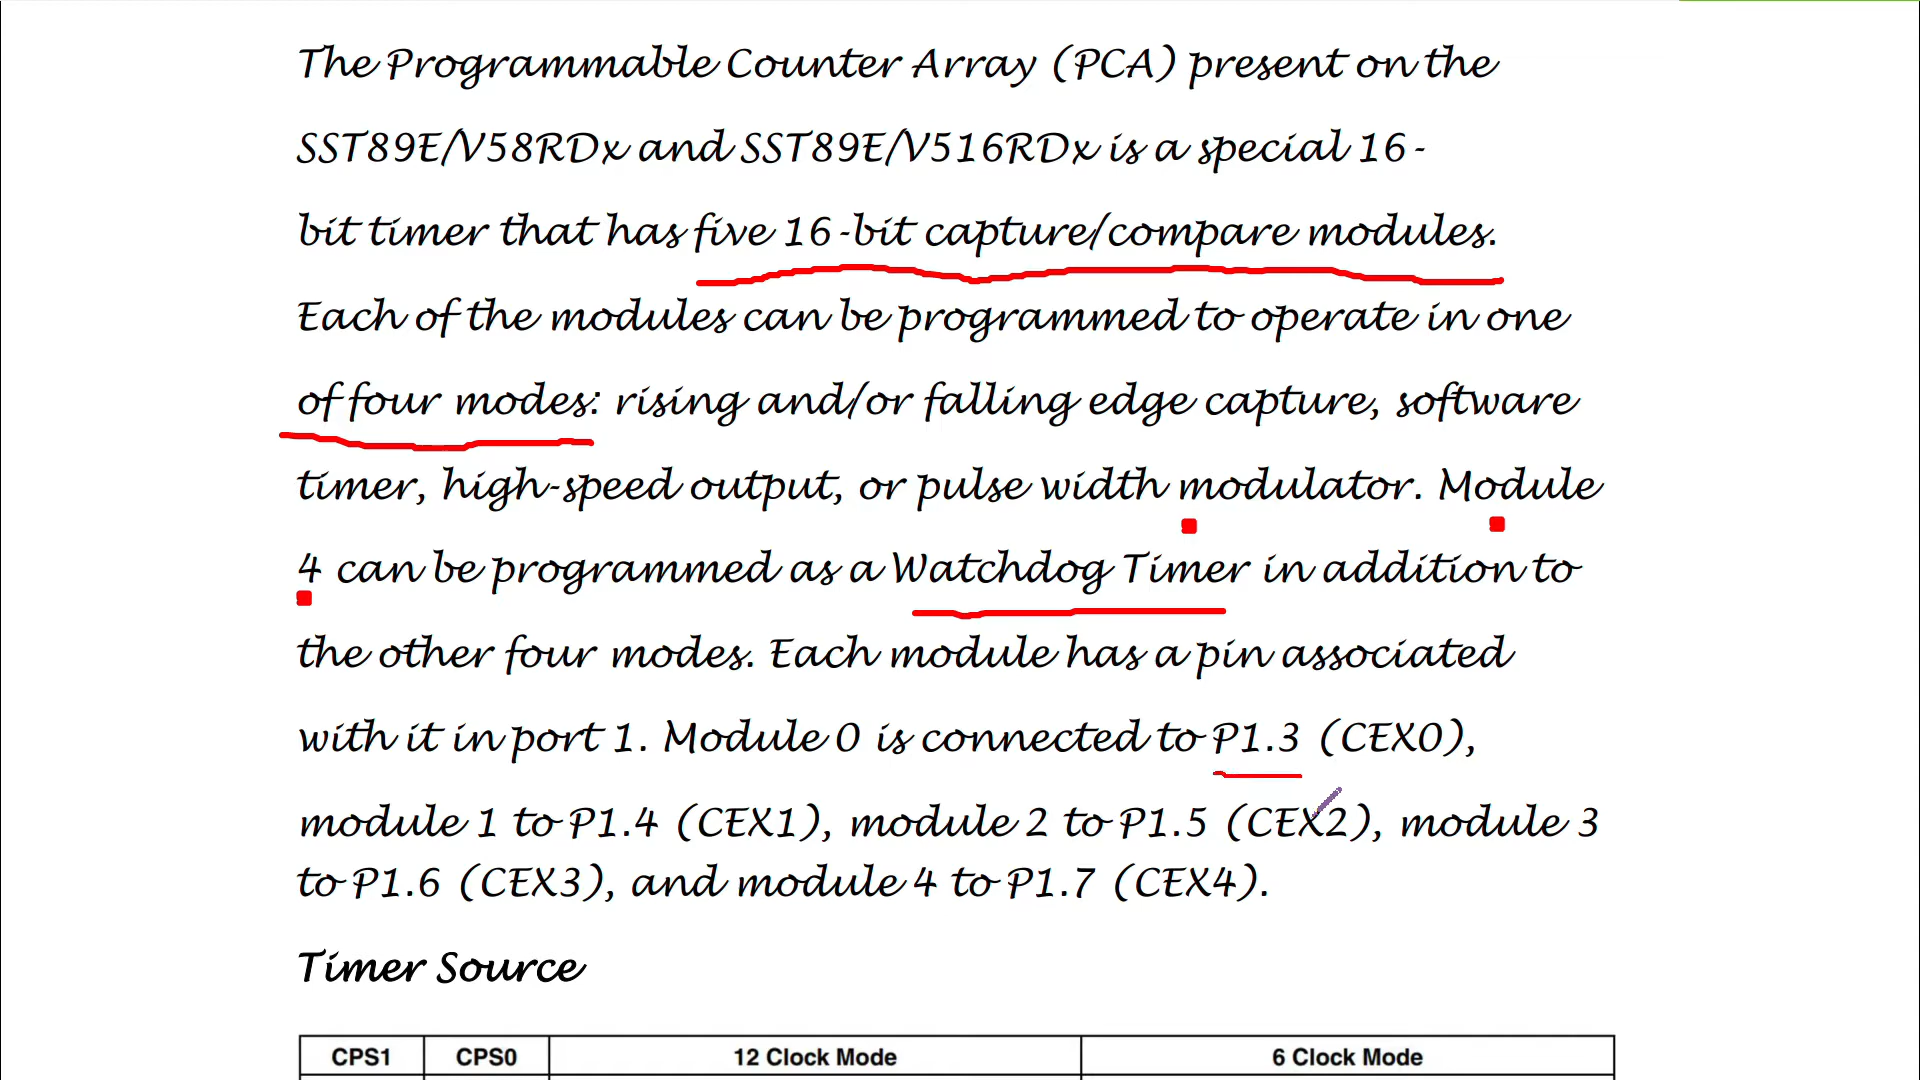 The Programmable Counter Array (PCA) present on the
SST89E/V58RDx and SST89E/V516RDx is a special 16-
bit timer that has five 16-bit capture/compare modules.
Each of the modules can be programmed to operate in one
of four modes: rising and/or falling edge capture, software
timer, high-speed output, or pulse width modulator. Module
4 can be programmed as a Watchdog Timer in addition to
the other four modes. Each module has a pin associated
with it in port 1. Module 0 is connected to P1.3 (CEX0),
module 1 to P1.4 (CEX1), module 2 to P1.5 (CEX2), module 3
to P1.6 (CEX3), and module 4 to P1.7 (CEX4).
Timer Source
CPS1 CPS0 12 Clock Mode 6 Clock Mode